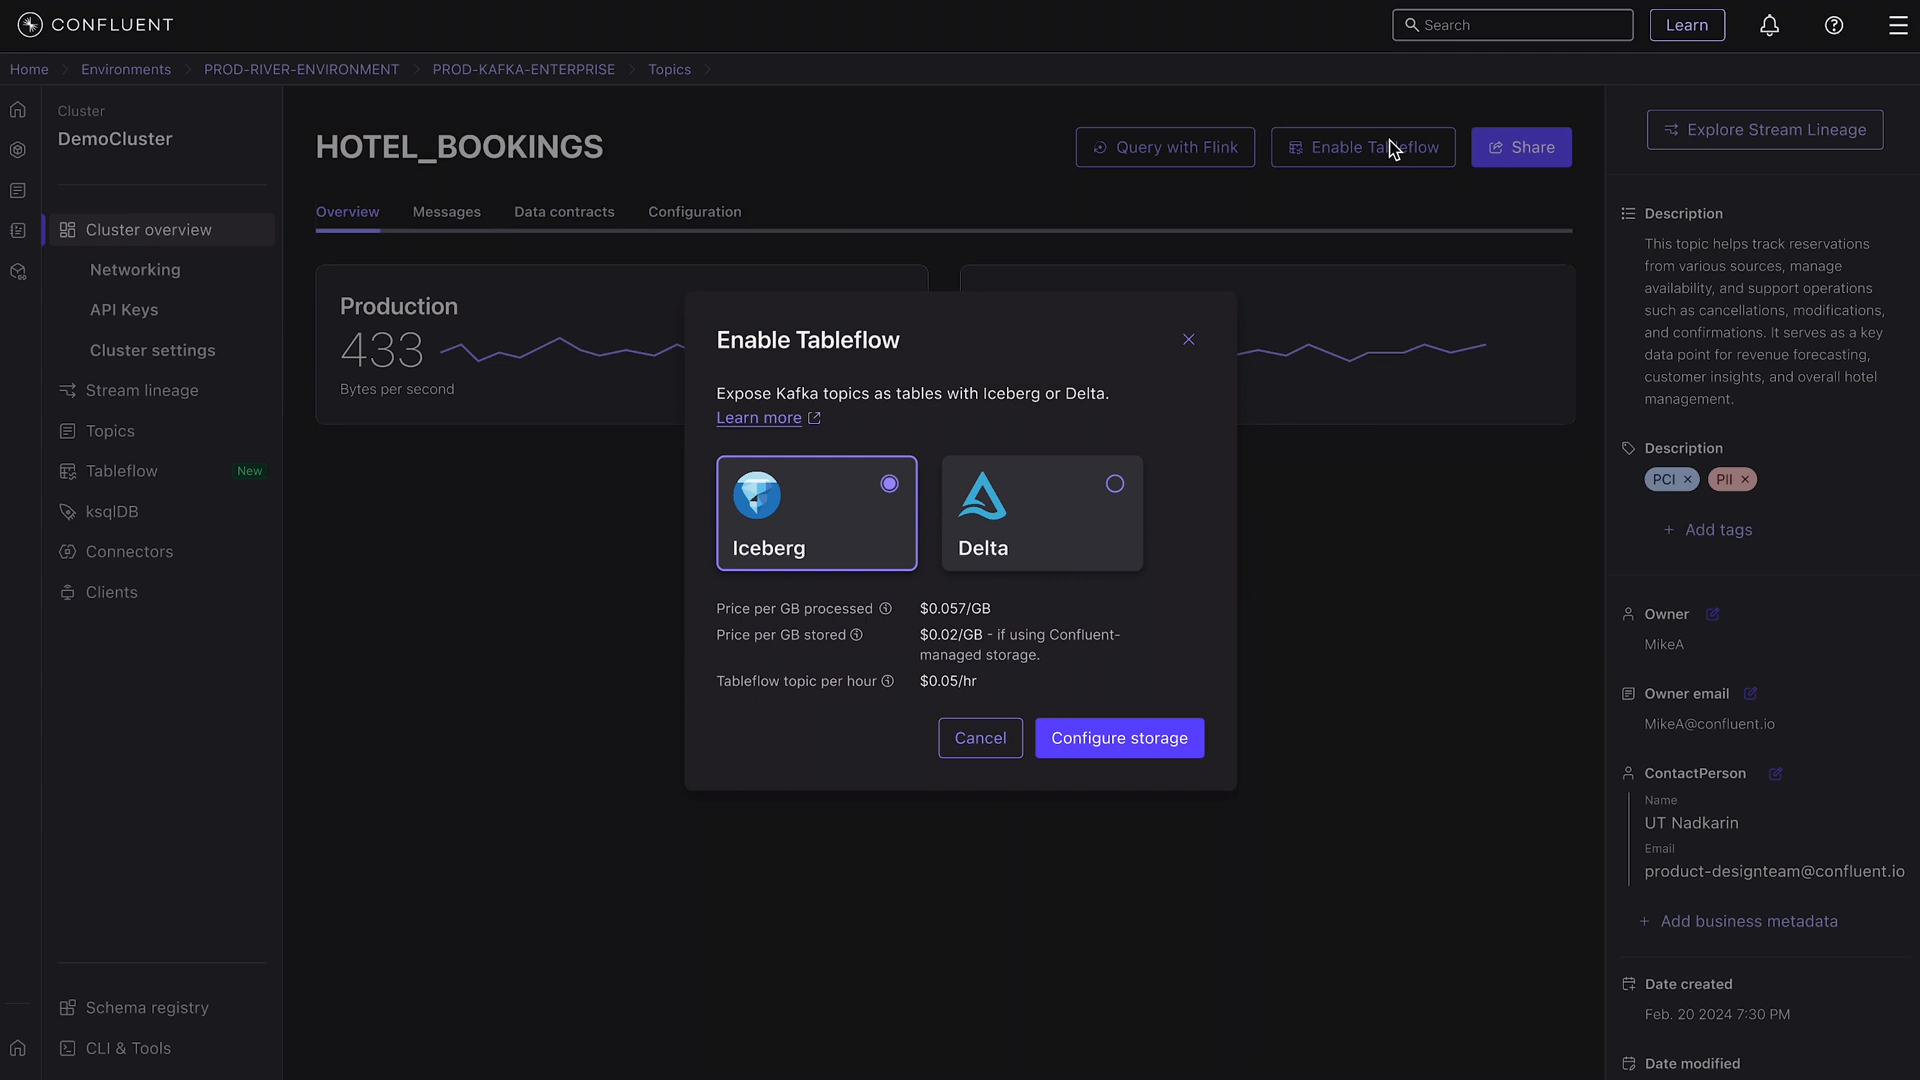 CONFLUENT
Search
Learn
Home
Environments
PROD-RIVER-ENVIRONMENT
PROD-KAFKA-ENTERPRISE
Topics
Cluster
DemoCluster
Cluster overview
Networking
API Keys
Cluster settings
Stream lineage
Topics
Tableflow
New
ksqlDB
Connectors
Clients
Schema registry
CLI & Tools
HOTEL_BOOKINGS
Query with Flink
Enable Tableflow
Share
Overview
Messages
Data contracts
Configuration
Production
433
Bytes per second
Enable Tableflow
Expose Kafka topics as tables with Iceberg or Delta.
Learn more
Iceberg
Delta
Price per GB processed
$0.057/GB
Price per GB stored
$0.02/GB - if using Confluent-
managed storage.
Tableflow topic per hour
$0.05/hr
Cancel
Configure storage
Explore Stream Lineage
Description
This topic helps track reservations
from various sources, manage
availability, and support operations
such as cancellations, modifications,
and confirmations. It serves as a key
data point for revenue forecasting,
customer insights, and overall hotel
management.
Description
PCI
PII
+ Add tags
Owner
MikeA
Owner email
MikeA@confluent.io
ContactPerson
Name
UT Nadkarin
Email
product-designteam@confluent.io
+ Add business metadata
Date created
Feb. 20 2024 7:30 PM
Date modified